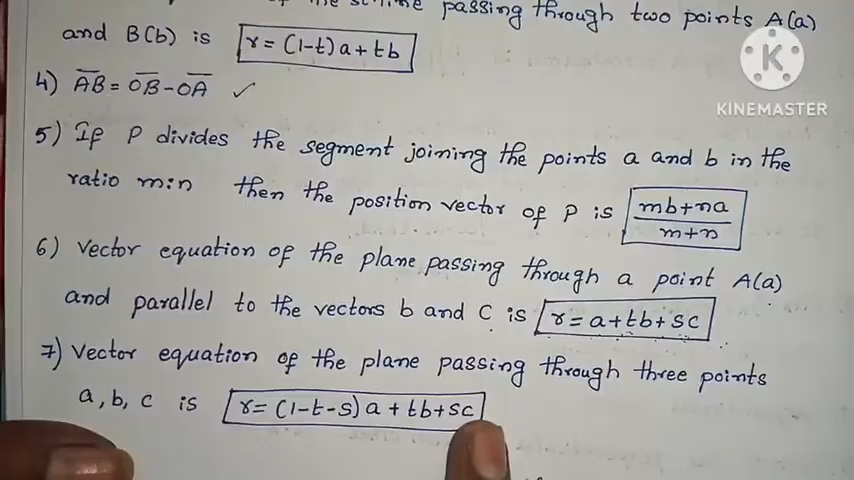 the st.line passing through two points A(a)
and B(b) is r = (1-t) a + tb
KINEMASTER
4) A̅B̅ = O̅B̅ - O̅A̅ ✓
5) If P divides the segment joining the points a and b in the
ratio m:n then the position vector of P is mb+na / m+n
6) Vector equation of the plane passing through a point A(a)
and parallel to the vectors b and C is r = a+tb+sc
7) Vector equation of the plane passing through three points
a, b, c is r = (1-t-s) a + tb+sc